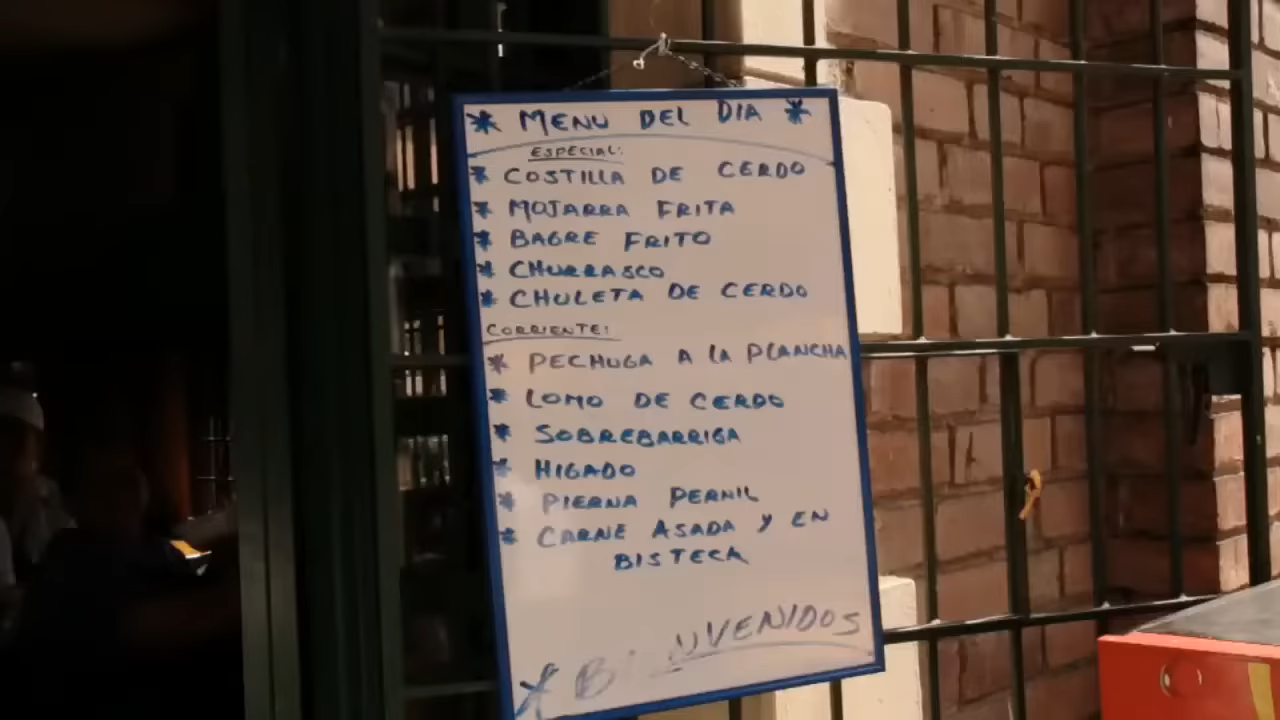 * MENU DEL DIA *
ESPECIAL:
* COSTILLA DE CERDO
* MOJARRA FRITA
* BAGRE FRITO
* CHURRASCO
* CHULETA DE CERDO
CORRIENTE:
* PECHUGA A LA PLANCHA
* LOMO DE CERDO
* SOBREBARRIGA
* HIGADO
* PIERNA PERNIL
* CARNE ASADA Y EN
BISTECK
* BIENVENIDOS